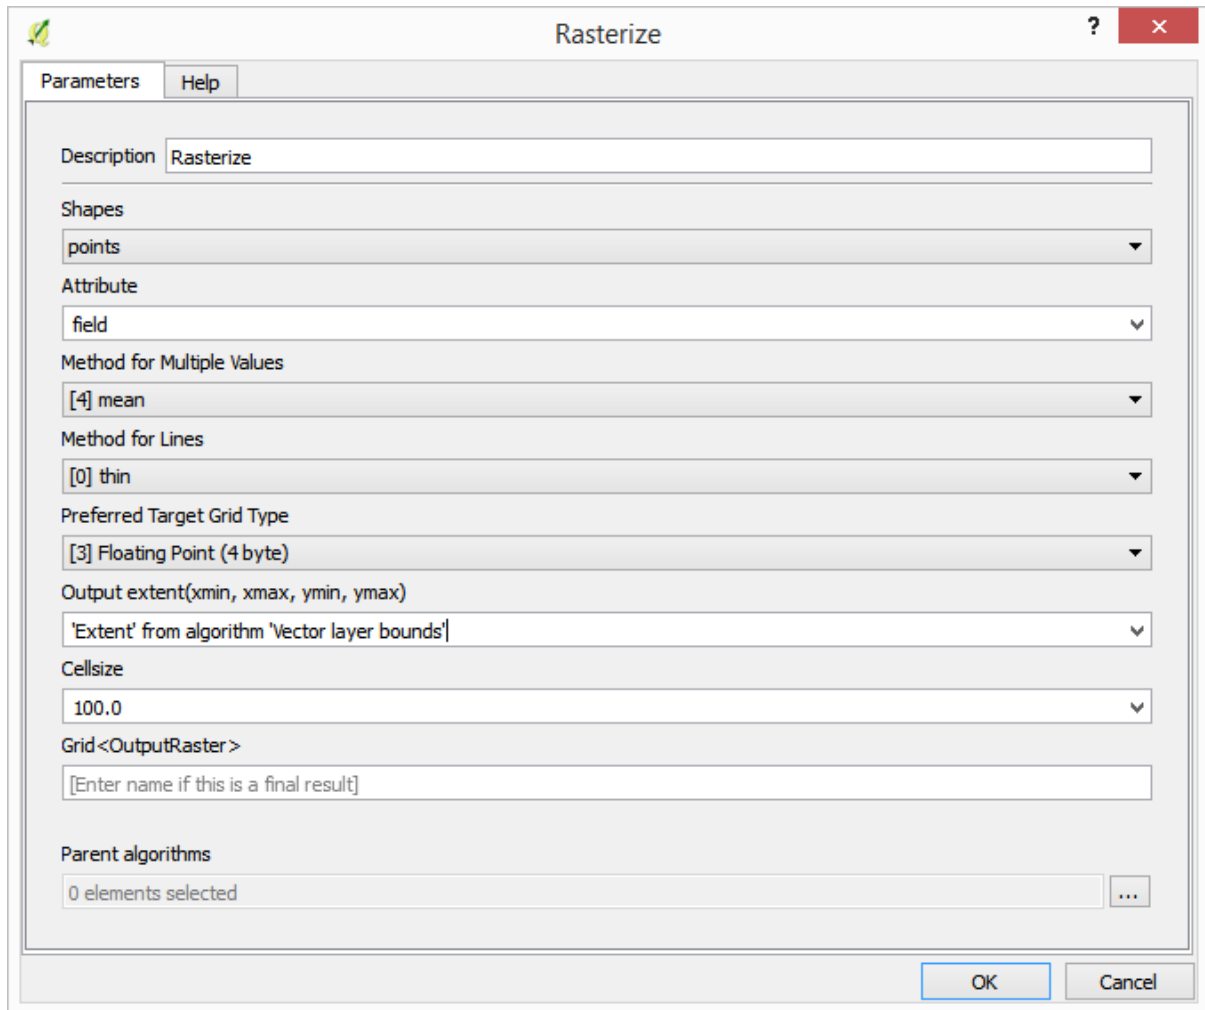 Rasterize
?
Parameters
Help
Description
Rasterize
Shapes
points
Attribute
field
Method for Multiple Values
[4] mean
Method for Lines
[0] thin
Preferred Target Grid Type
[3] Floating Point (4 byte)
Output extent(xmin, xmax, ymin, ymax)
'Extent' from algorithm 'Vector layer bounds'
Cellsize
100.0
Grid<OutputRaster>
[Enter name if this is a final result]
Parent algorithms
0 elements selected
...
OK
Cancel